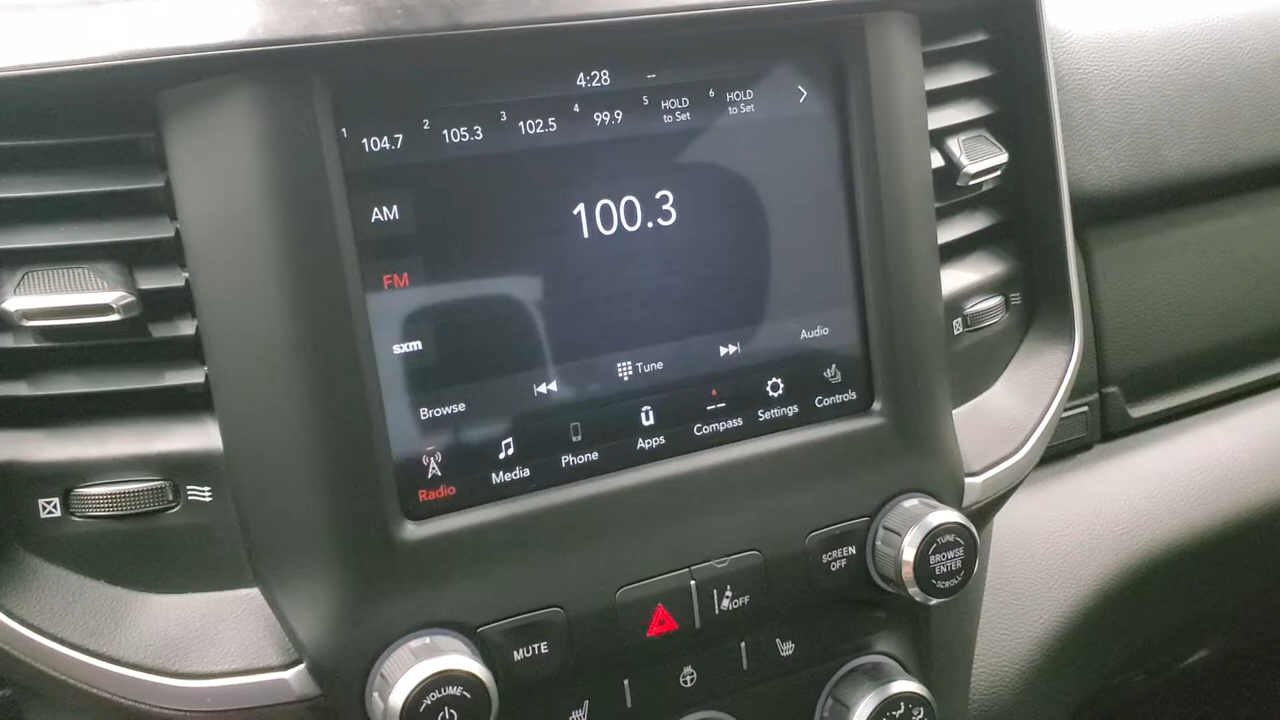 4:28 --
1 104.7 2 105.3 3 102.5 4 99.9 5 HOLD to Set 6 HOLD to Set
AM
100.3
FM
sxm
Browse
Tune
Audio
Radio
Media
Phone
Apps
Compass
Settings
Controls
SCREEN
OFF
TUNE
BROWSE
ENTER
SCROLL
OFF
MUTE
VOLUME